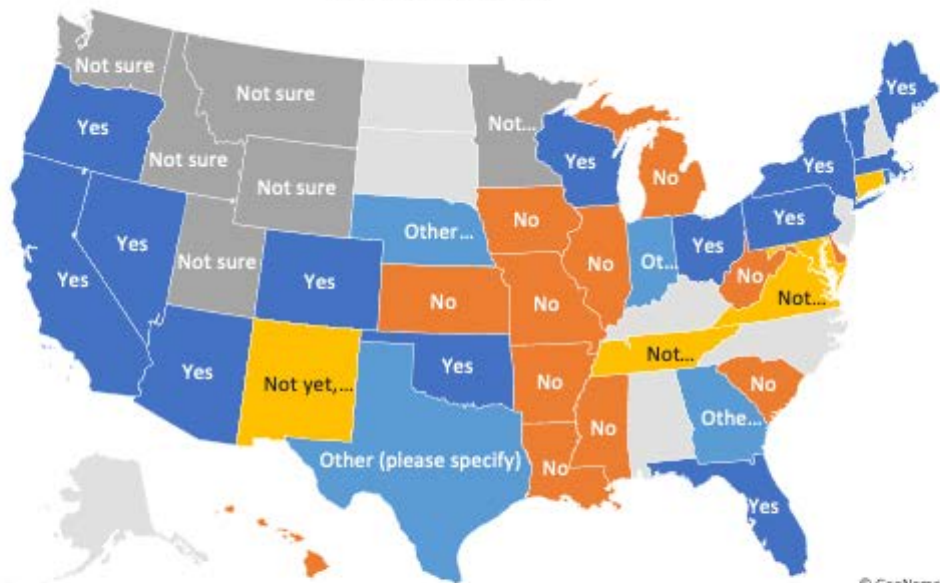 Not sure
Not sure
Yes
Not sure
Not sure
Not sure
Yes
Yes
Yes
Yes
Not yet,...
Other (please specify)
Yes
Other...
No
Not...
Yes
No
No
No
No
No
No
No
Ot...
Yes
No
Not...
Not...
Othe...
No
Yes
Yes
Yes
Yes